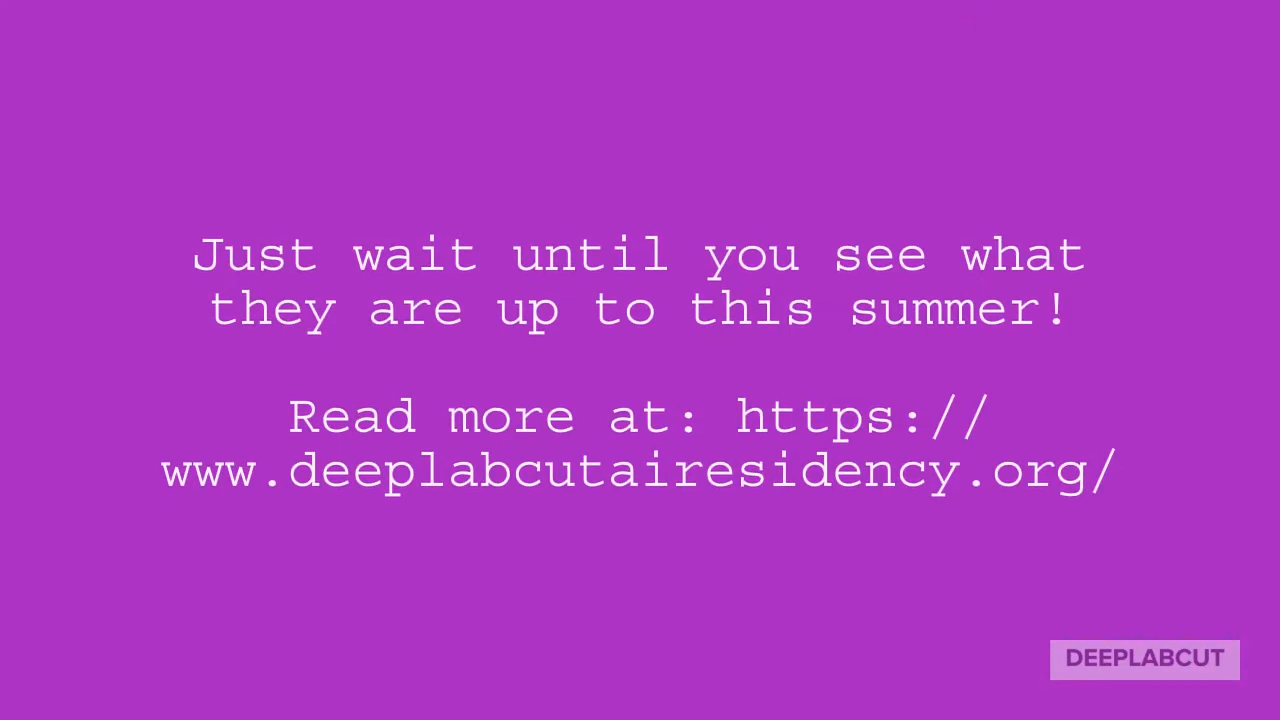 Just wait until you see what
they are up to this summer!
Read more at: https://
www.deeplabcutairesidency.org/
DEEPLABCUT